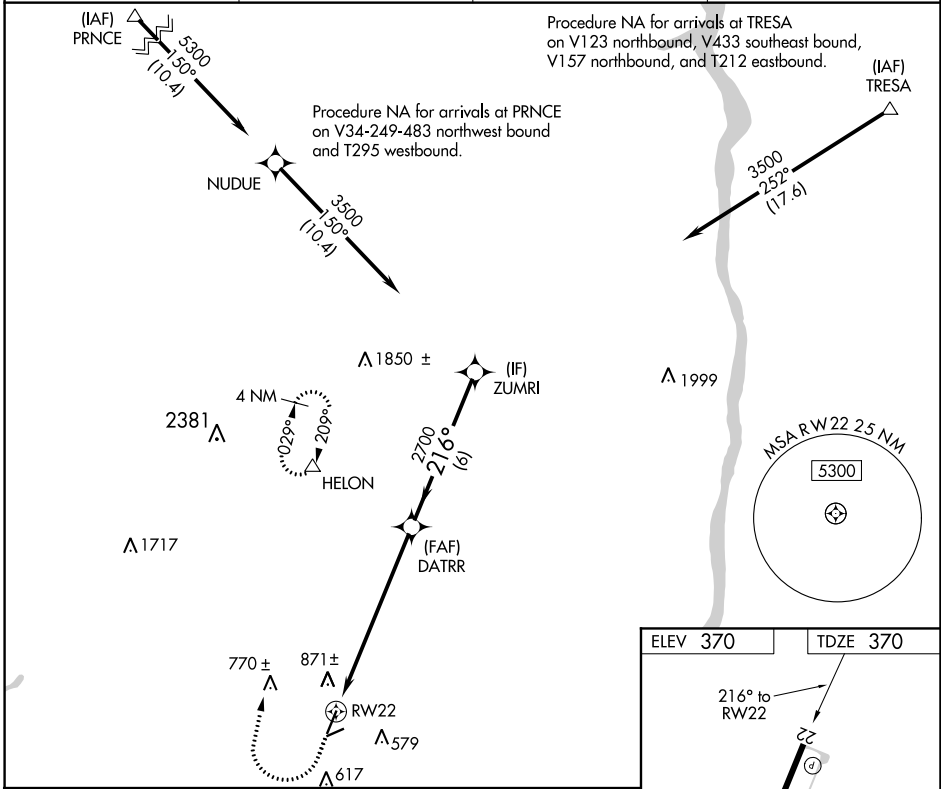 (IAF)
PRNCE
5300
150°
(10.4)
Procedure NA for arrivals at TRESA
on V123 northbound, V433 southeast bound,
V157 northbound, and T212 eastbound.
(IAF)
TRESA
Procedure NA for arrivals at PRNCE
on V34-249-483 northwest bound
and T295 westbound.
NUDUE
3500
150°
(10.4)
3500
252°
(17.6)
1850 ±
(IF)
ZUMRI
1999
4 NM
2381
029°
209°
HELON
2700
216°
(6)
MSA RW22 25 NM
5300
1717
(FAF)
DATRR
ELEV 370
TDZE 370
770 ±
871±
216° to
RW22
RW22
579
617
22
P